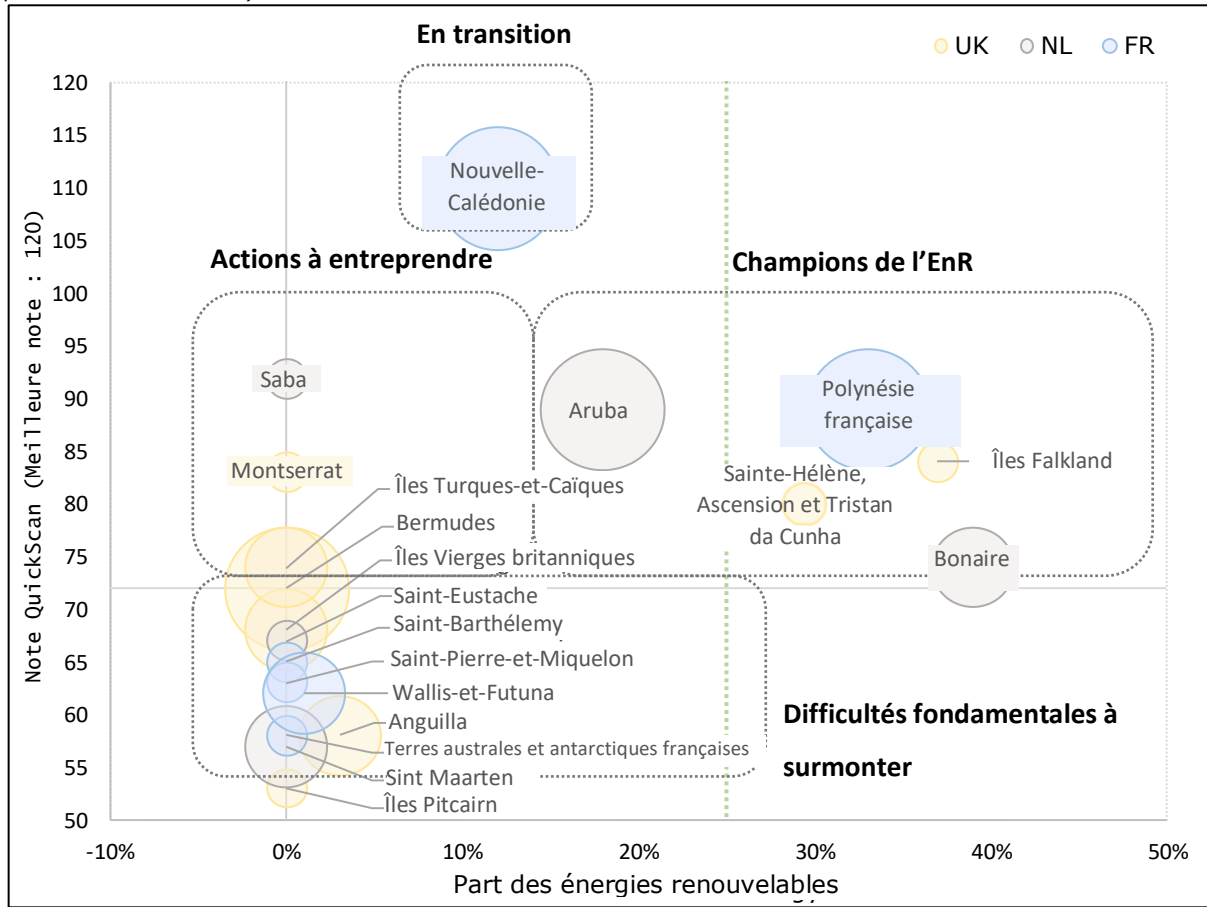 En transition
UK NL FR
120
115
110
105
100
95
90
85
80
75
70
65
60
55
50
Note QuickScan (Meilleure note : 120)
Nouvelle-
Calédonie
Actions à entreprendre
Champions de l’EnR
Saba
Montserrat
Aruba
Polynésie
française
Îles Falkland
Sainte-Hélène,
Ascension et Tristan
da Cunha
Bonaire
Îles Turques-et-Caïques
Bermudes
Îles Vierges britanniques
Saint-Eustache
Saint-Barthélemy
Saint-Pierre-et-Miquelon
Wallis-et-Futuna
Anguilla
Terres australes et antarctiques françaises
Sint Maarten
Îles Pitcairn
Difficultés fondamentales à
surmonter
-10% 0% 10% 20% 30% 40% 50%
Part des énergies renouvelables